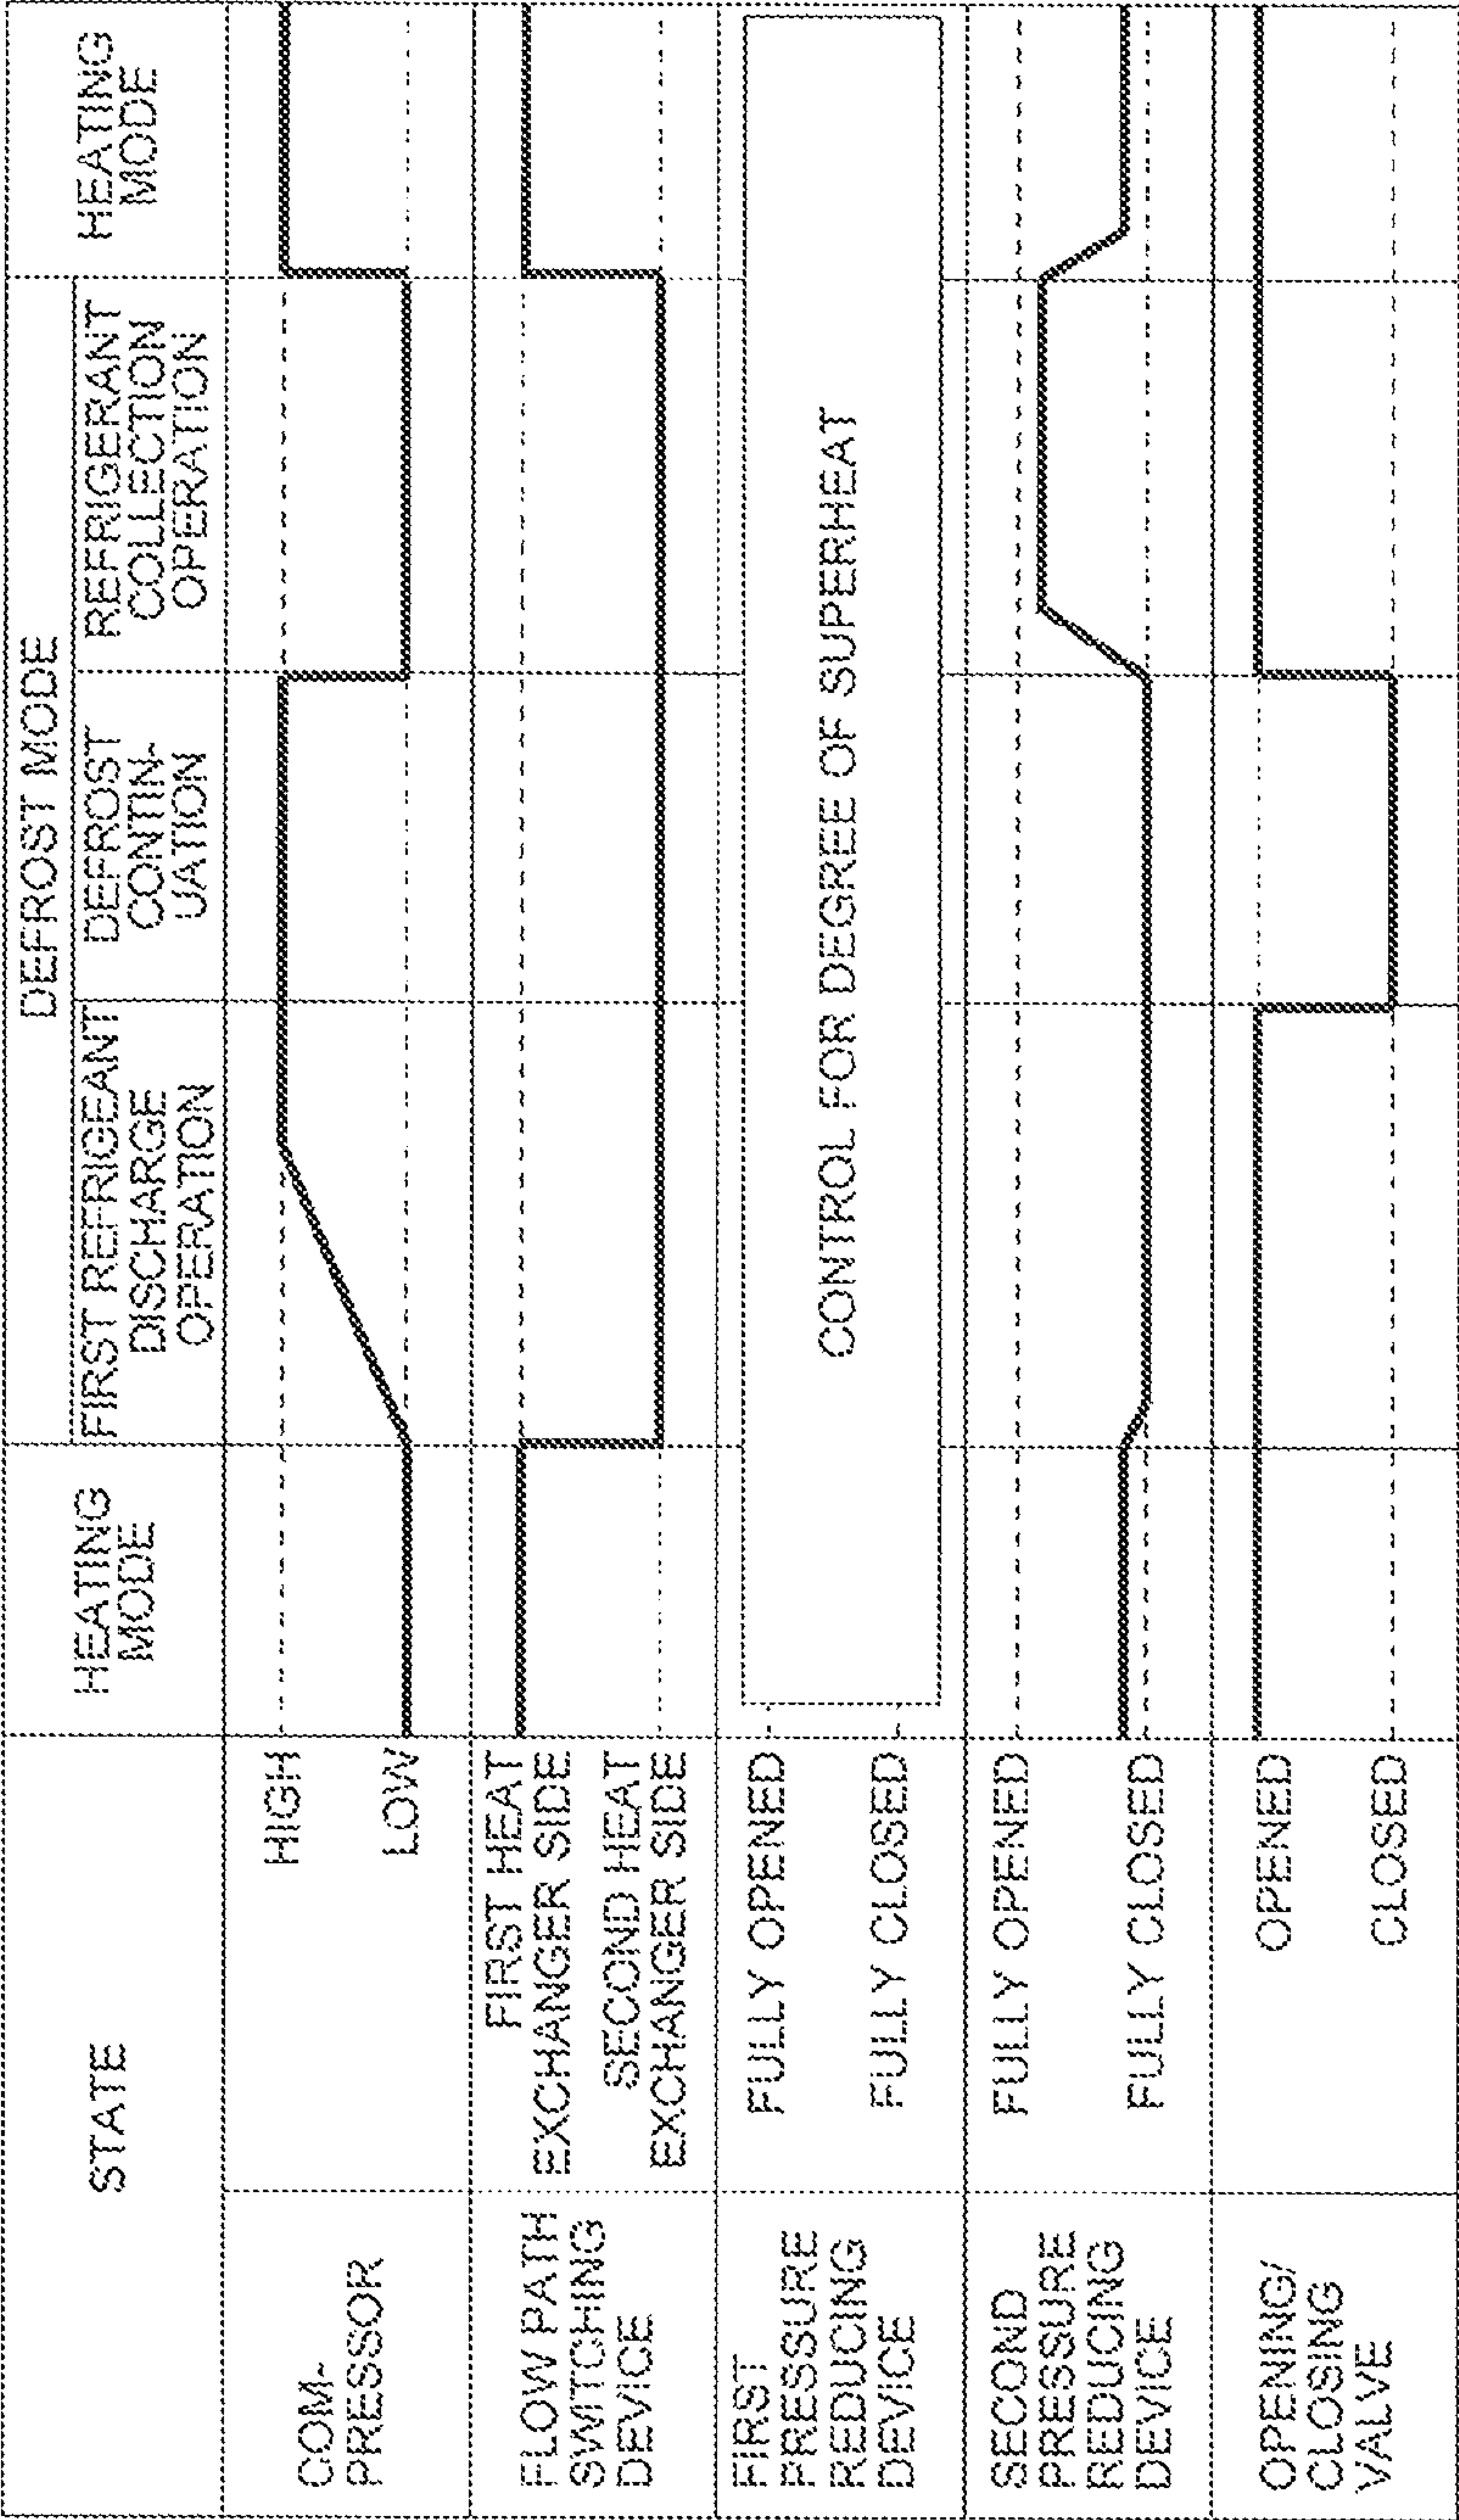 STATE
HEATING
MODE
DEFROST MODE
FIRST REFRIGEANT
DISCHARGE
OPERATION
DEFROST
CONTIN-
UATION
REFRIGERANT
COLLECTION
OPERATION
HEATING
MODE
COM-
PRESSOR
HIGH
LOW
FLOW PATH
SWITCHING
DEVICE
FIRST HEAT
EXCHANGER SIDE
SECOND HEAT
EXCHANGER SIDE
FIRST
PRESSURE
REDUCING
DEVICE
FULLY OPENED
FULLY CLOSED
CONTROL FOR DEGREE OF SUPERHEAT
SECOND
PRESSURE
REDUCING
DEVICE
FULLY OPENED
FULLY CLOSED
OPENING/
CLOSING
VALVE
OPENED
CLOSED